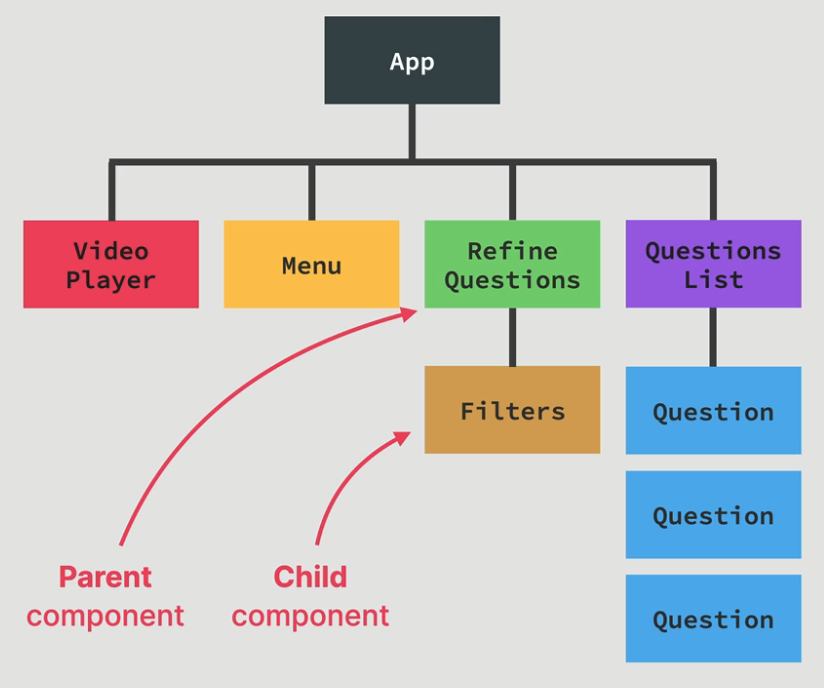 App
Video
Player
Menu
Refine
Questions
Questions
List
Filters
Question
Question
Question
Parent
component
Child
component